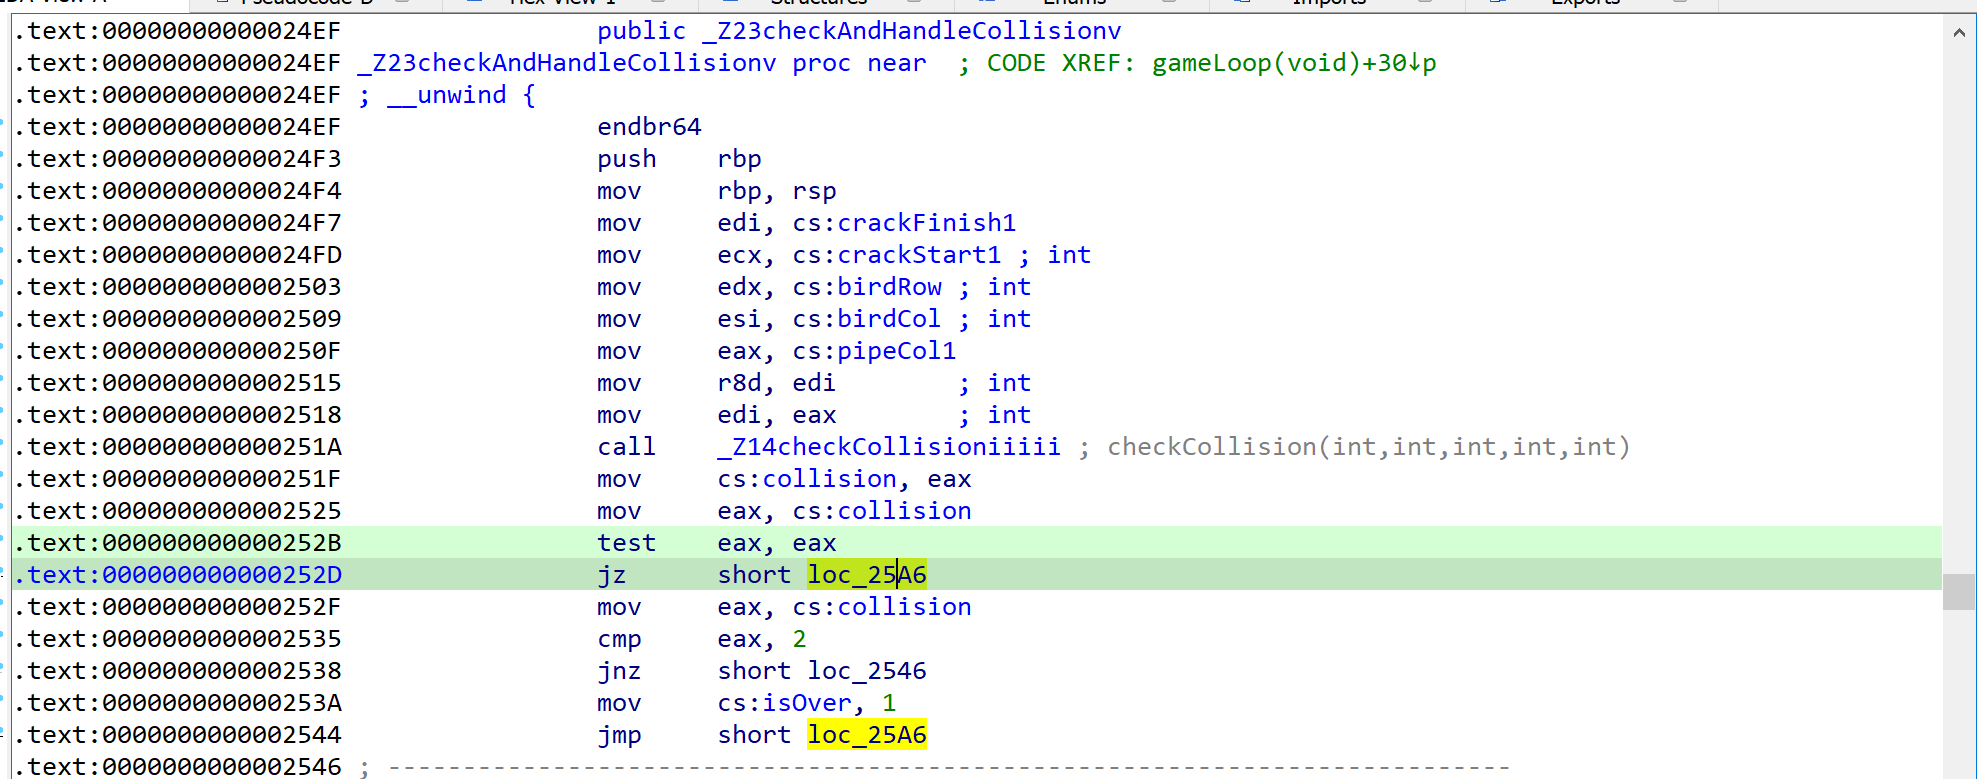 IDA View-A Pseudocode-D Hex View-1 Structures Enums Imports Exports
.text:00000000000024EF public _Z23checkAndHandleCollisionv
.text:00000000000024EF _Z23checkAndHandleCollisionv proc near ; CODE XREF: gameLoop(void)+30↓p
.text:00000000000024EF ; __unwind {
.text:00000000000024EF endbr64
.text:00000000000024F3 push rbp
.text:00000000000024F4 mov rbp, rsp
.text:00000000000024F7 mov edi, cs:crackFinish1
.text:00000000000024FD mov ecx, cs:crackStart1 ; int
.text:0000000000002503 mov edx, cs:birdRow ; int
.text:0000000000002509 mov esi, cs:birdCol ; int
.text:000000000000250F mov eax, cs:pipeCol1
.text:0000000000002515 mov r8d, edi ; int
.text:0000000000002518 mov edi, eax ; int
.text:000000000000251A call _Z14checkCollisioniiiii ; checkCollision(int,int,int,int,int)
.text:000000000000251F mov cs:collision, eax
.text:0000000000002525 mov eax, cs:collision
.text:000000000000252B test eax, eax
.text:000000000000252D jz short loc_25A6
.text:000000000000252F mov eax, cs:collision
.text:0000000000002535 cmp eax, 2
.text:0000000000002538 jnz short loc_2546
.text:000000000000253A mov cs:isOver, 1
.text:0000000000002544 jmp short loc_25A6
.text:0000000000002546 ; ---------------------------------------------------------------------------